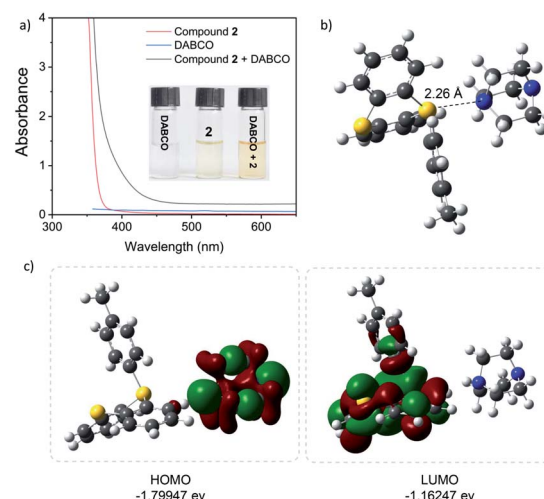 a)
4
3
2
1
0
Absorbance
300
400
500
600
Wavelength (nm)
Compound 2
DABCO
Compound 2 + DABCO
DABCO
2
DABCO + 2
b)
2.26 Å
c)
HOMO
-1.79947 ev
LUMO
-1.16247 ev